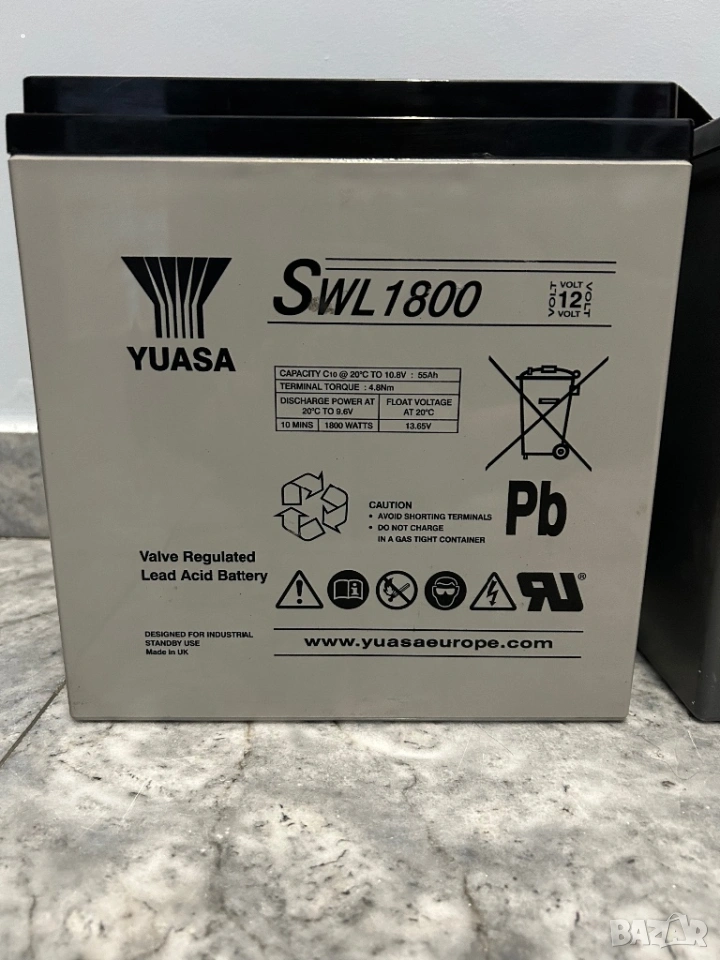 YUASA
SWL1800
VOLT
VOLT 12 VOLT
VOLT
CAPACITY C10 @ 20°C TO 10.8V : 55Ah
TERMINAL TORQUE : 4.8Nm
DISCHARGE POWER AT
20°C TO 9.6V
FLOAT VOLTAGE
AT 20°C
10 MINS 1800 WATTS 13.65V
CAUTION
• AVOID SHORTING TERMINALS
• DO NOT CHARGE
IN A GAS TIGHT CONTAINER
Pb
Valve Regulated
Lead Acid Battery
DESIGNED FOR INDUSTRIAL
STANDBY USE
Made in UK
www.yuasaeurope.com
BAZAR